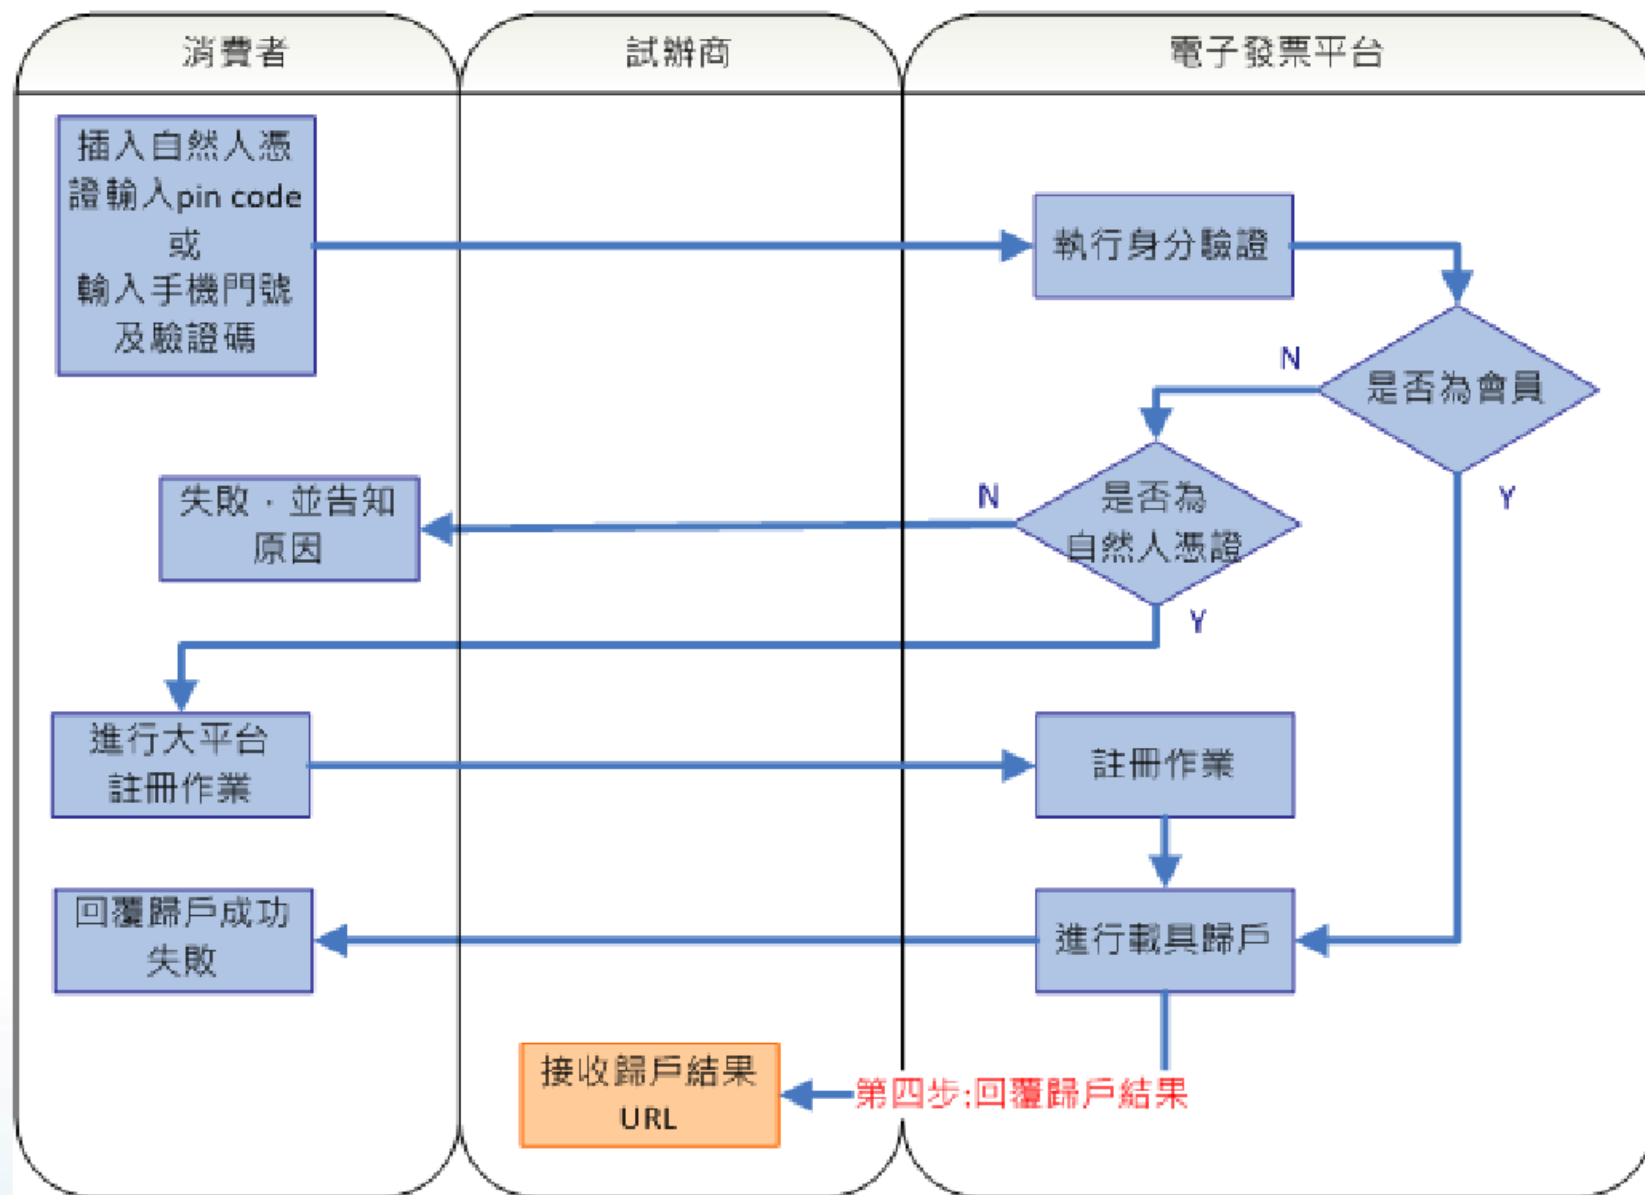 消費者
試辦商
電子發票平台
插入自然人憑
證輸入pin code
或
輸入手機門號
及驗證碼
執行身分驗證
N
是否為會員
Y
失敗，並告知
原因
N
是否為
自然人憑證
Y
進行大平台
註冊作業
註冊作業
回覆歸戶成功
失敗
進行載具歸戶
接收歸戶結果
URL
第四步;回覆歸戶結果